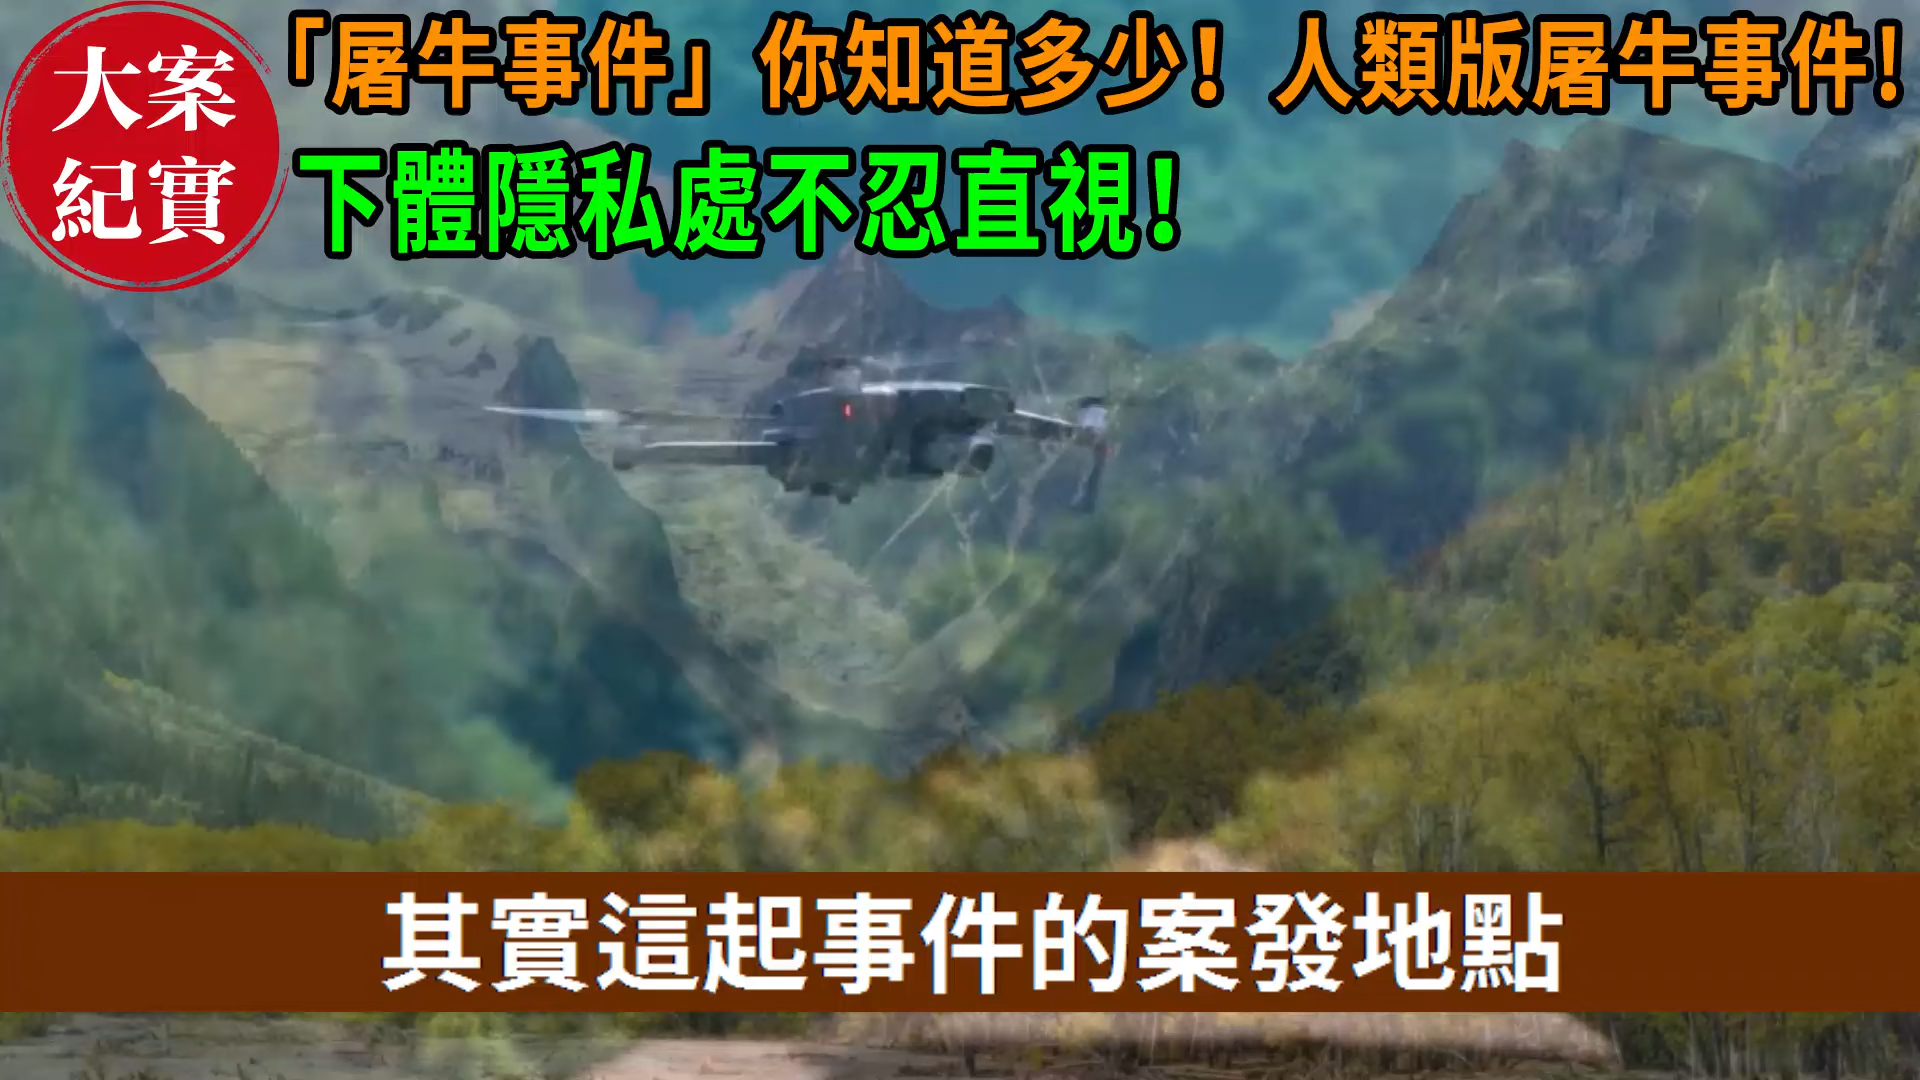 大案
紀實
「屠牛事件」你知道多少！人類版屠牛事件！
下體隱私處不忍直視！
其實這起事件的案發地點